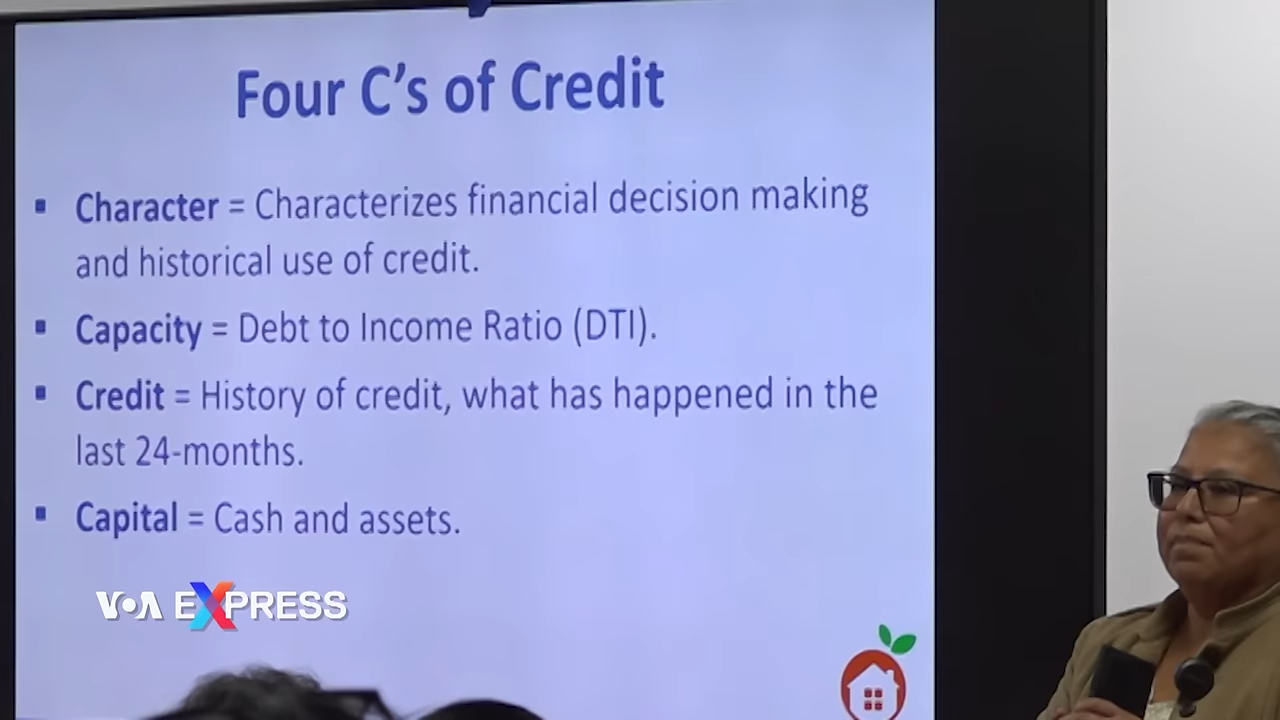 Four C's of Credit
▪ Character = Characterizes financial decision making
and historical use of credit.
▪ Capacity = Debt to Income Ratio (DTI).
▪ Credit = History of credit, what has happened in the
last 24-months.
▪ Capital = Cash and assets.
VOA EXPRESS